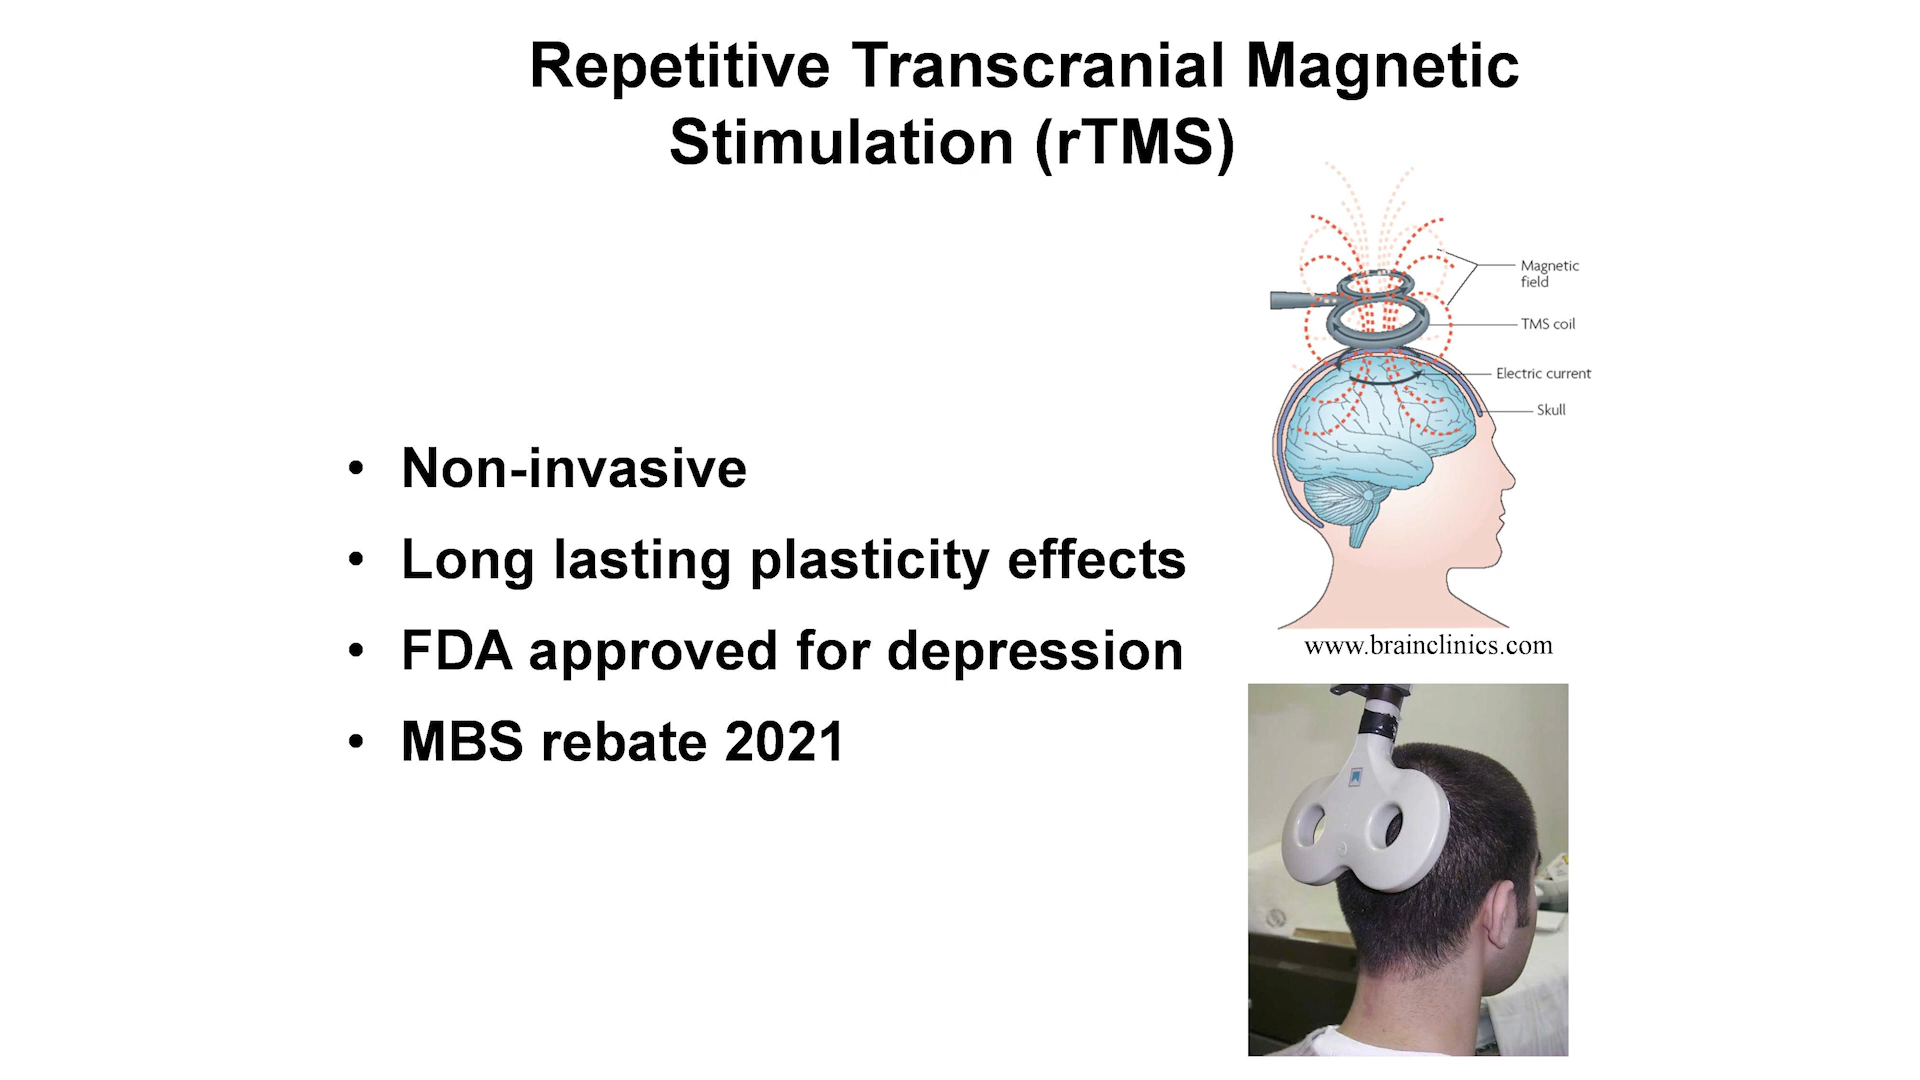 Repetitive Transcranial Magnetic
Stimulation (rTMS)
• Non-invasive
• Long lasting plasticity effects
• FDA approved for depression
• MBS rebate 2021
Magnetic
field
TMS coil
Electric current
Skull
www.brainclinics.com